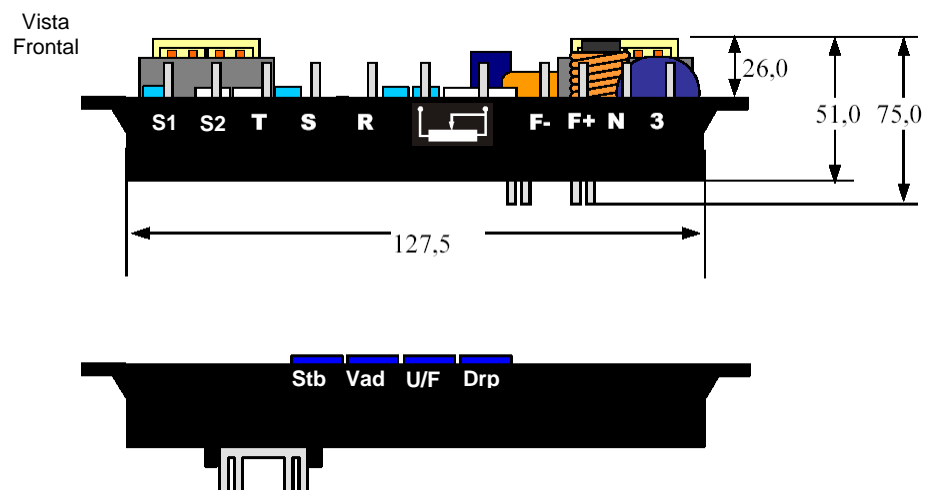 Vista
Frontal
26,0
51,0 75,0
S1 S2 T S R F- F+ N 3
127,5
Stb Vad U/F Drp